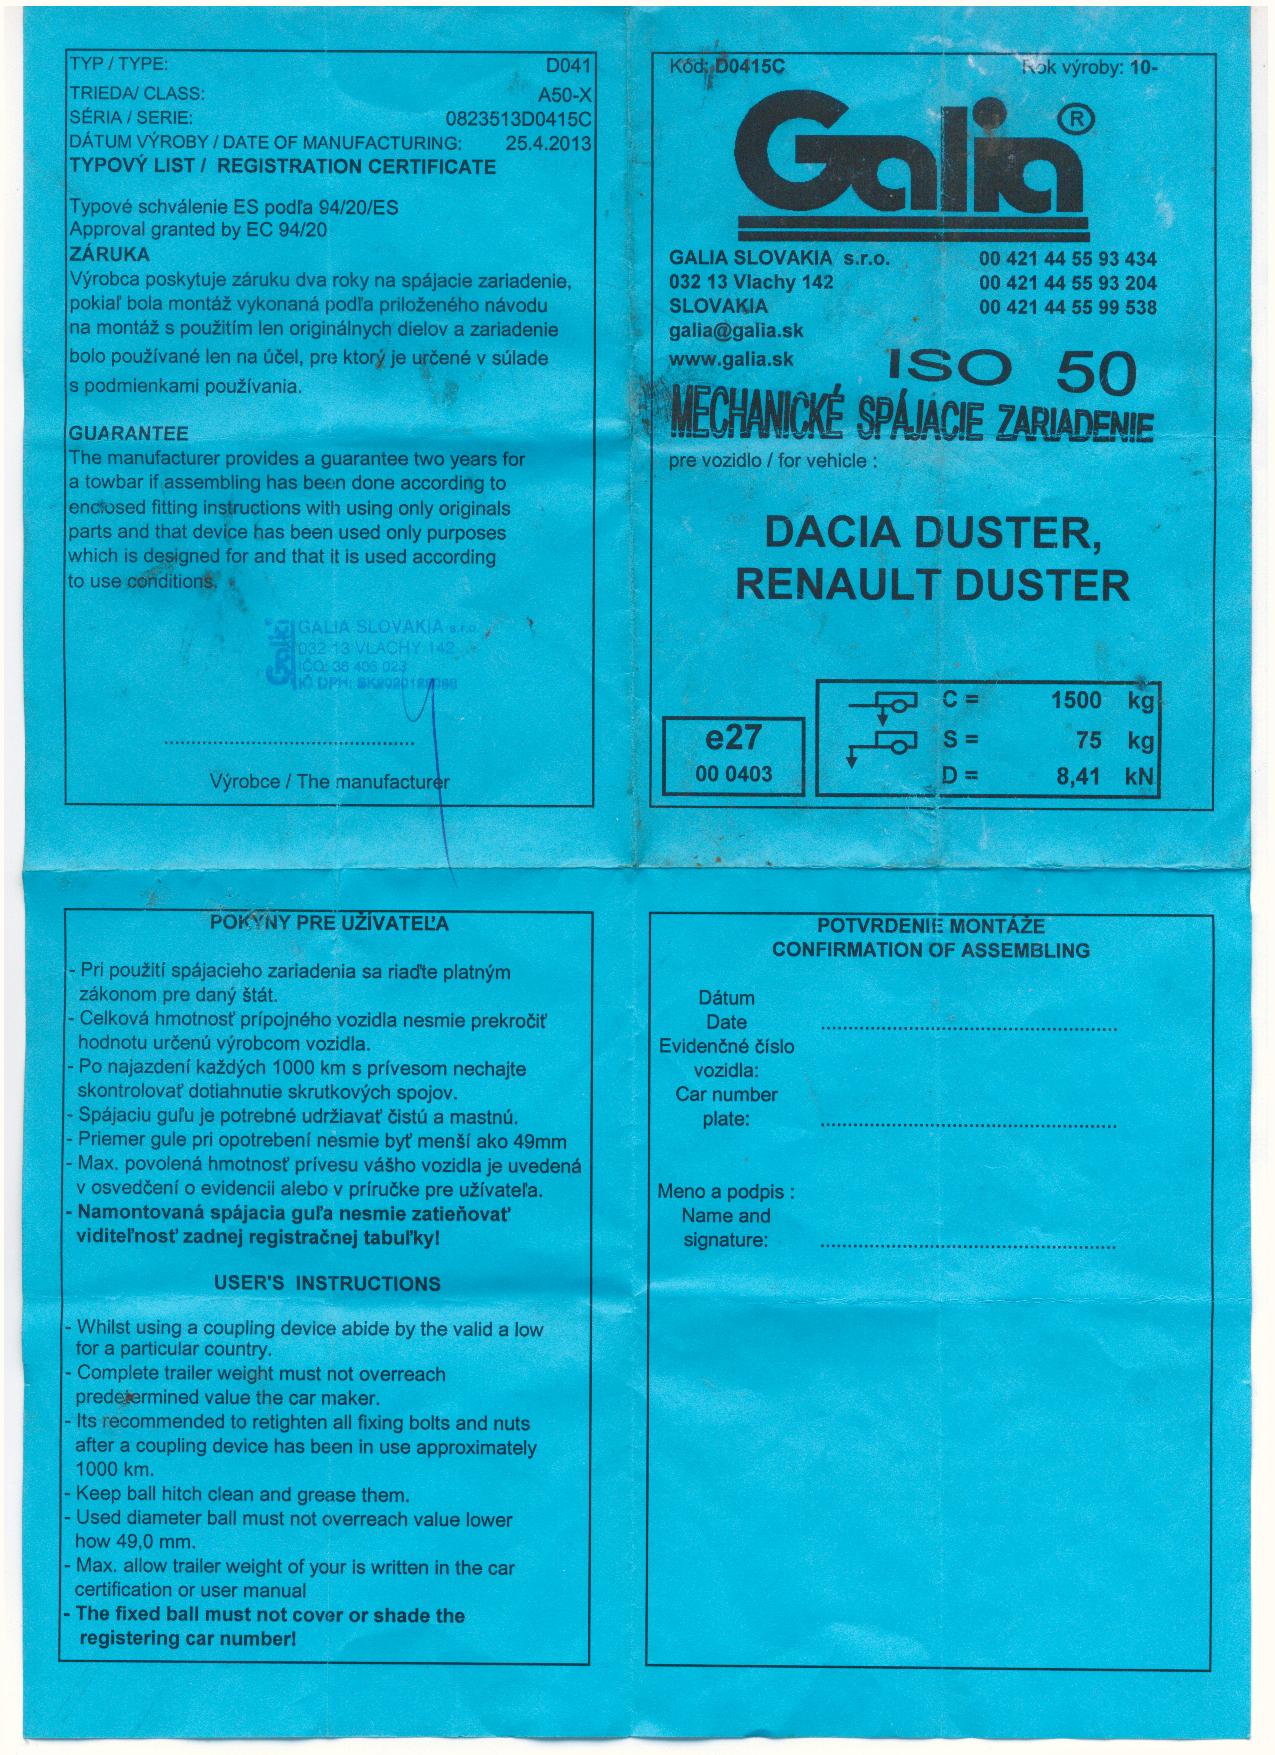 TYP / TYPE: D041
TRIEDA/ CLASS: A50-X
SÉRIA / SERIE: 0823513D0415C
DÁTUM VÝROBY / DATE OF MANUFACTURING: 25.4.2013
TYPOVÝ LIST / REGISTRATION CERTIFICATE
Typové schválenie ES podľa 94/20/ES
Approval granted by EC 94/20
ZÁRUKA
Výrobca poskytuje záruku dva roky na spájacie zariadenie,
pokiaľ bola montáž vykonaná podľa priloženého návodu
na montáž s použitím len originálnych dielov a zariadenie
bolo používané len na účel, pre ktorý je určené v súlade
s podmienkami používania.
GUARANTEE
The manufacturer provides a guarantee two years for
a towbar if assembling has been done according to
enclosed fitting instructions with using only originals
parts and that device has been used only purposes
which is designed for and that it is used according
to use conditions.
Galia
GALIA SLOVAKIA s.r.o.
032 13 VLACHY 142
IČO: 36 403 023
IČ DPH:
Výrobce / The manufacturer
Kód: D0415C Rok výroby: 10-
Galia ®
GALIA SLOVAKIA s.r.o. 00 421 44 55 93 434
032 13 Vlachy 142 00 421 44 55 93 204
SLOVAKIA 00 421 44 55 99 538
galia@galia.sk
www.galia.sk ISO 50
MECHANICKÉ SPÁJACIE ZARIADENIE
pre vozidlo / for vehicle :
DACIA DUSTER,
RENAULT DUSTER
e27
00 0403
C = 1500 kg
S = 75 kg
D = 8,41 kN
POKYNY PRE UŽÍVATEĽA
- Pri použití spájacieho zariadenia sa riaďte platným
zákonom pre daný štát.
- Celková hmotnosť prípojného vozidla nesmie prekročiť
hodnotu určenú výrobcom vozidla.
- Po najazdení každých 1000 km s prívesom nechajte
skontrolovať dotiahnutie skrutkových spojov.
- Spájaciu guľu je potrebné udržiavať čistú a mastnú.
- Priemer gule pri opotrebení nesmie byť menší ako 49mm
- Max. povolená hmotnosť prívesu vášho vozidla je uvedená
v osvedčení o evidencii alebo v príručke pre užívateľa.
- Namontovaná spájacia guľa nesmie zatieňovať
viditeľnosť zadnej registračnej tabuľky!
USER'S INSTRUCTIONS
- Whilst using a coupling device abide by the valid a low
for a particular country.
- Complete trailer weight must not overreach
predetermined value the car maker.
- Its recommended to retighten all fixing bolts and nuts
after a coupling device has been in use approximately
1000 km.
- Keep ball hitch clean and grease them.
- Used diameter ball must not overreach value lower
how 49,0 mm.
- Max. allow trailer weight of your is written in the car
certification or user manual
- The fixed ball must not cover or shade the
registering car number!
POTVRDENIE MONTÁŽE
CONFIRMATION OF ASSEMBLING
Dátum
Date
Evidenčné číslo
vozidla:
Car number
plate:
Meno a podpis :
Name and
signature: